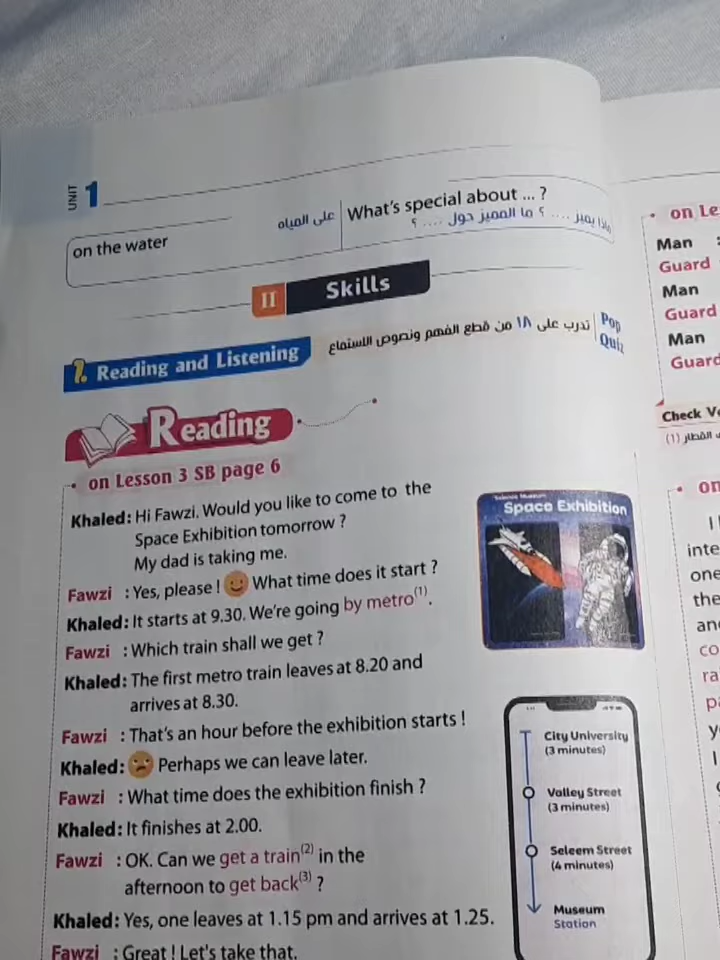 UNIT 1
on the water
على المياه
What's special about ... ?
ماذا يميز .... ؟ ما المميز حول .... ؟
II Skills
1. Reading and Listening
تدرب على ١٨ من قطع الفهم ونصوص الاستماع
Pop
Quiz
Reading
• on Lesson 3 SB page 6
Khaled: Hi Fawzi. Would you like to come to the
Space Exhibition tomorrow ?
My dad is taking me.
Fawzi : Yes, please ! What time does it start ?
Khaled: It starts at 9.30. We're going by metro(1).
Fawzi : Which train shall we get ?
Khaled: The first metro train leaves at 8.20 and
arrives at 8.30.
Fawzi : That's an hour before the exhibition starts !
Khaled: Perhaps we can leave later.
Fawzi : What time does the exhibition finish ?
Khaled: It finishes at 2.00.
Fawzi : OK. Can we get a train(2) in the
afternoon to get back(3) ?
Khaled: Yes, one leaves at 1.15 pm and arrives at 1.25.
Fawzi : Great ! Let's take that.
Science Museum
Space Exhibition
City University
(3 minutes)
Valley Street
(3 minutes)
Seleem Street
(4 minutes)
Museum
Station
• on Le
Man :
Guard
Man
Guard
Man
Guard
Check Vo
القطار (1)
• on
I
inte
one
the
and
co
ra
p
y
I